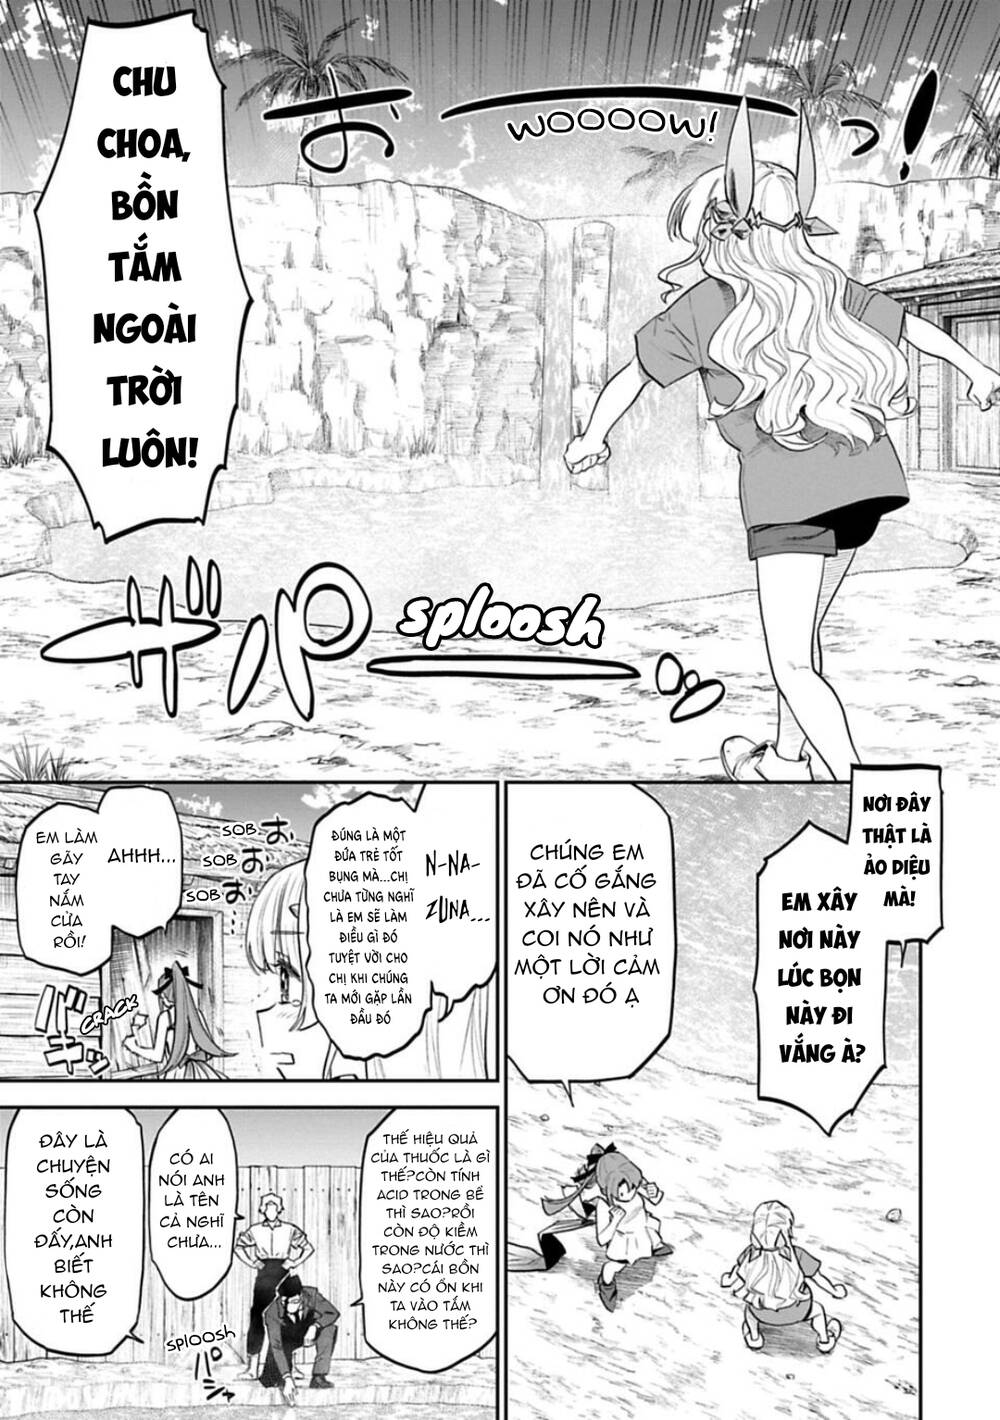 CHU
CHOA,
BỒN
TẮM
NGOÀI
TRỜI
LUÔN!
お
っ!
WOOOOW!
ザパ
sploosh
NƠI ĐÂY
THẬT LÀ
ẢO DIỆU
MÀ!
EM XÂY
NƠI NÀY
LÚC BỌN
NÀY ĐI
VẮNG À?
CHÚNG EM
ĐÃ CỐ GẮNG
XÂY NÊN VÀ
COI NÓ NHƯ
MỘT LỜI CẢM
ƠN ĐÓ Ạ
N-NA-
ZUNA...
ĐÚNG LÀ MỘT
ĐỨA TRẺ TỐT
BỤNG MÀ...CHỊ
CHƯA TỪNG NGHĨ
LÀ EM SẼ LÀM
ĐIỀU GÌ ĐÓ
TUYỆT VỜI CHO
CHỊ KHI CHÚNG
TA MỚI GẶP LẦN
ĐẦU ĐÓ
お
お
お
SOB
SOB
SOB
AHHH...
EM LÀM
GÃY
TAY
NẮM
CỬA
RỒI!
CRACK
バキッ
THẾ HIỆU QUẢ
CỦA THUỐC LÀ GÌ
THẾ?CÒN TÍNH
ACID TRONG BỂ
THÌ SAO?RỒI
CÒN ĐỘ KIỀM
TRONG NƯỚC THÌ
SAO?CÁI BỒN
NÀY CÓ ỔN KHI
TA VÀO TẮM
KHÔNG THẾ?
CÓ AI
NÓI ANH
LÀ TÊN
CẢ NGHĨ
CHƯA...
ĐÂY LÀ
CHUYỆN
SỐNG
CÒN
ĐẤY,ANH
BIẾT
KHÔNG
THẾ
sploosh
パ